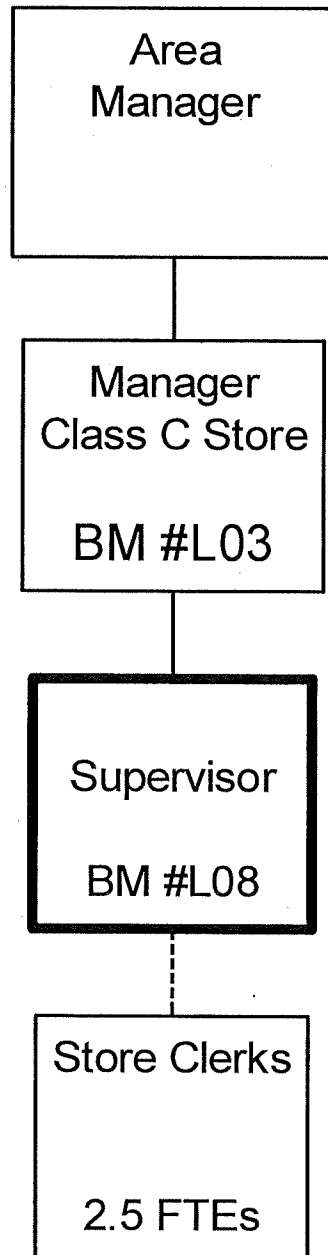 Area
Manager
Manager
Class C Store
BM #L03
Supervisor
BM #L08
Store Clerks
2.5 FTEs